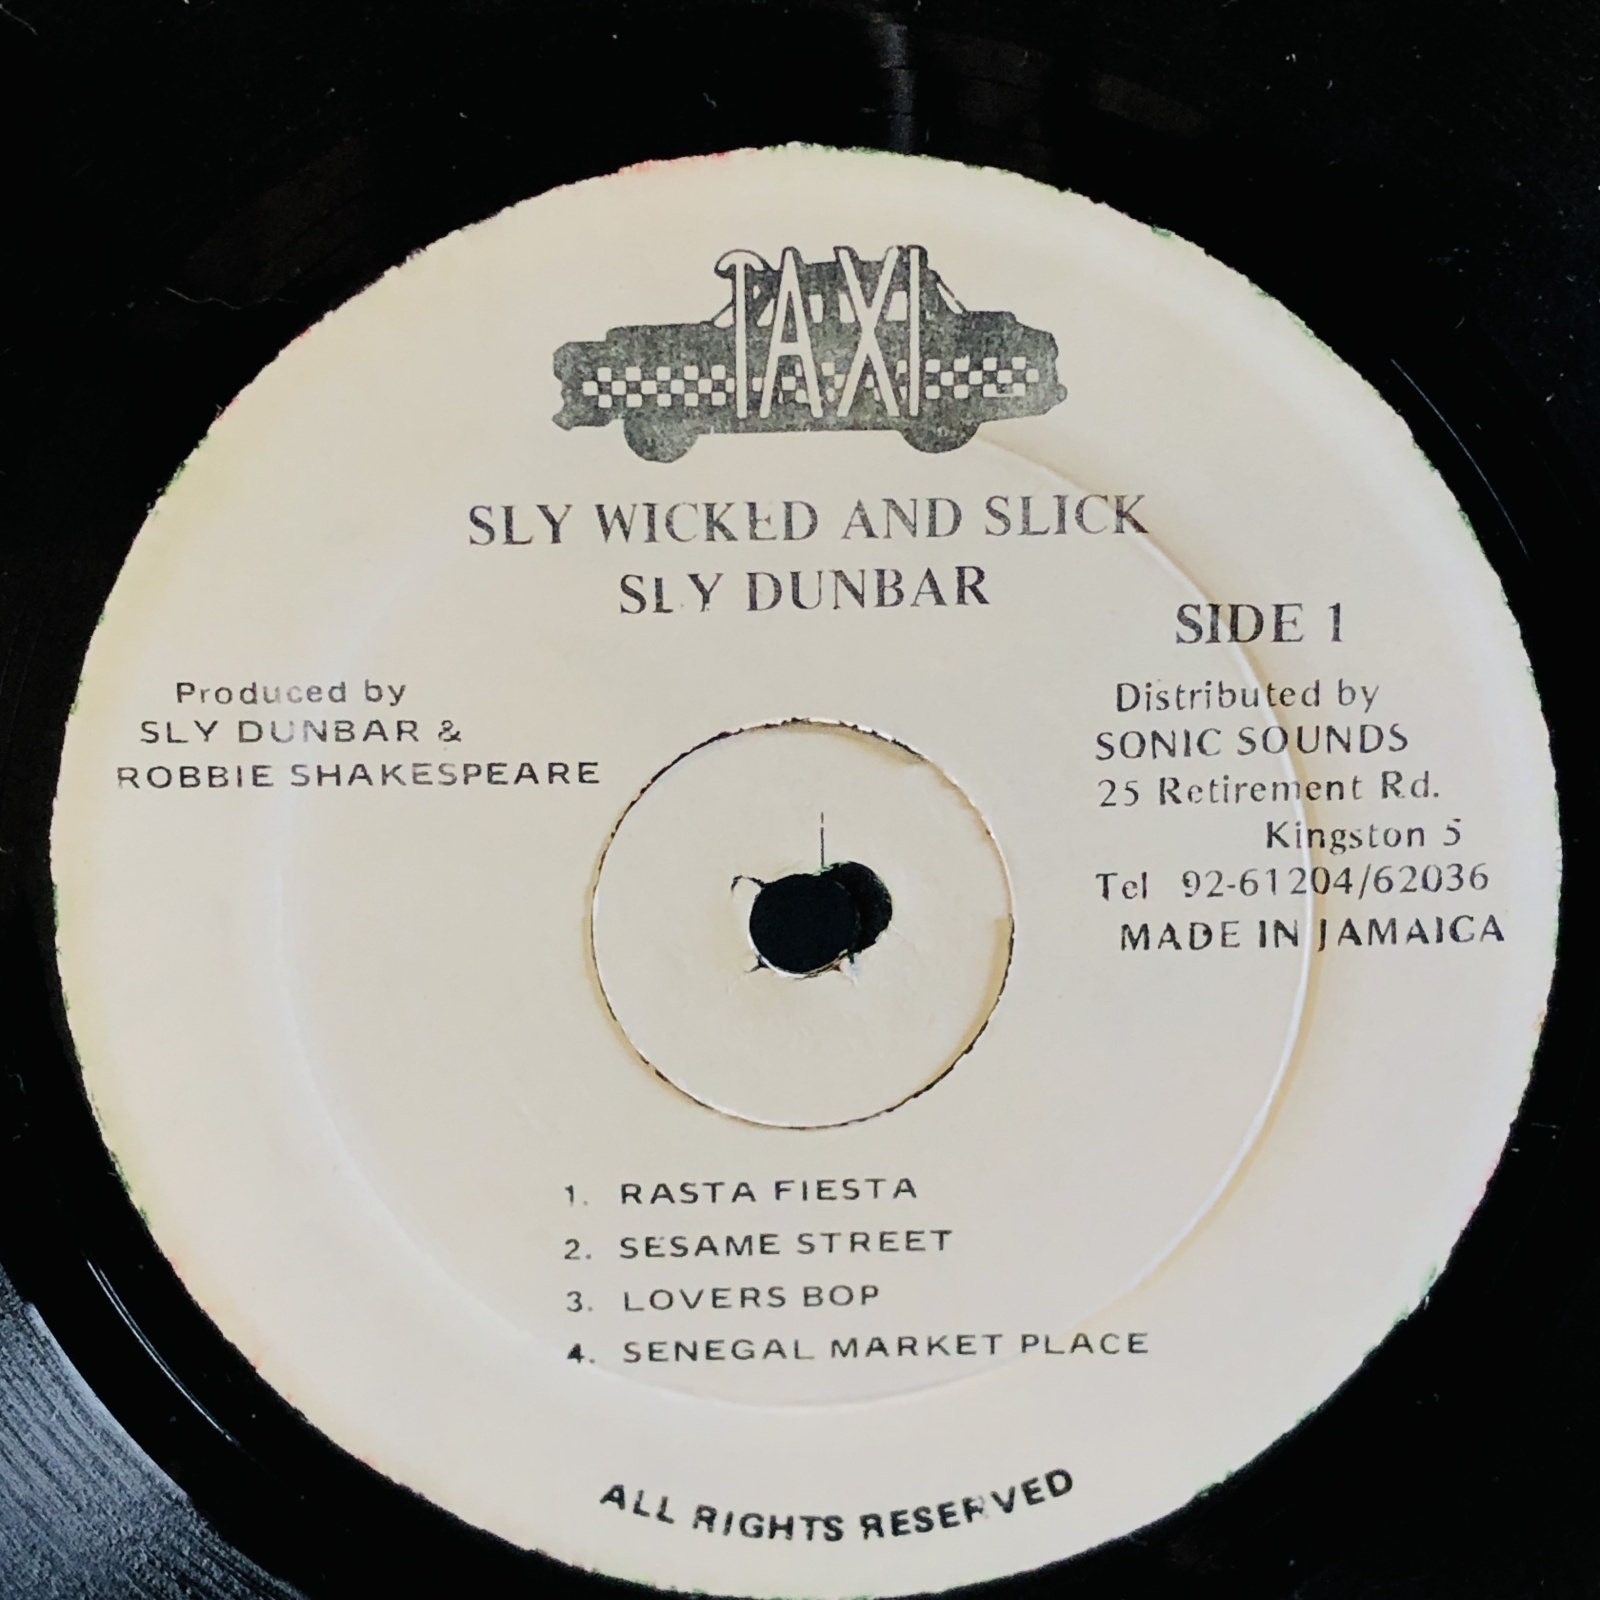 TAXI
SLY WICKED AND SLICK
SLY DUNBAR
SIDE 1
Produced by
SLY DUNBAR &
ROBBIE SHAKESPEARE
Distributed by
SONIC SOUNDS
25 Retirement Rd.
Kingston 5
Tel 92-61204/62036
MADE IN JAMAICA
1. RASTA FIESTA
2. SESAME STREET
3. LOVERS BOP
4. SENEGAL MARKET PLACE
ALL RIGHTS RESERVED